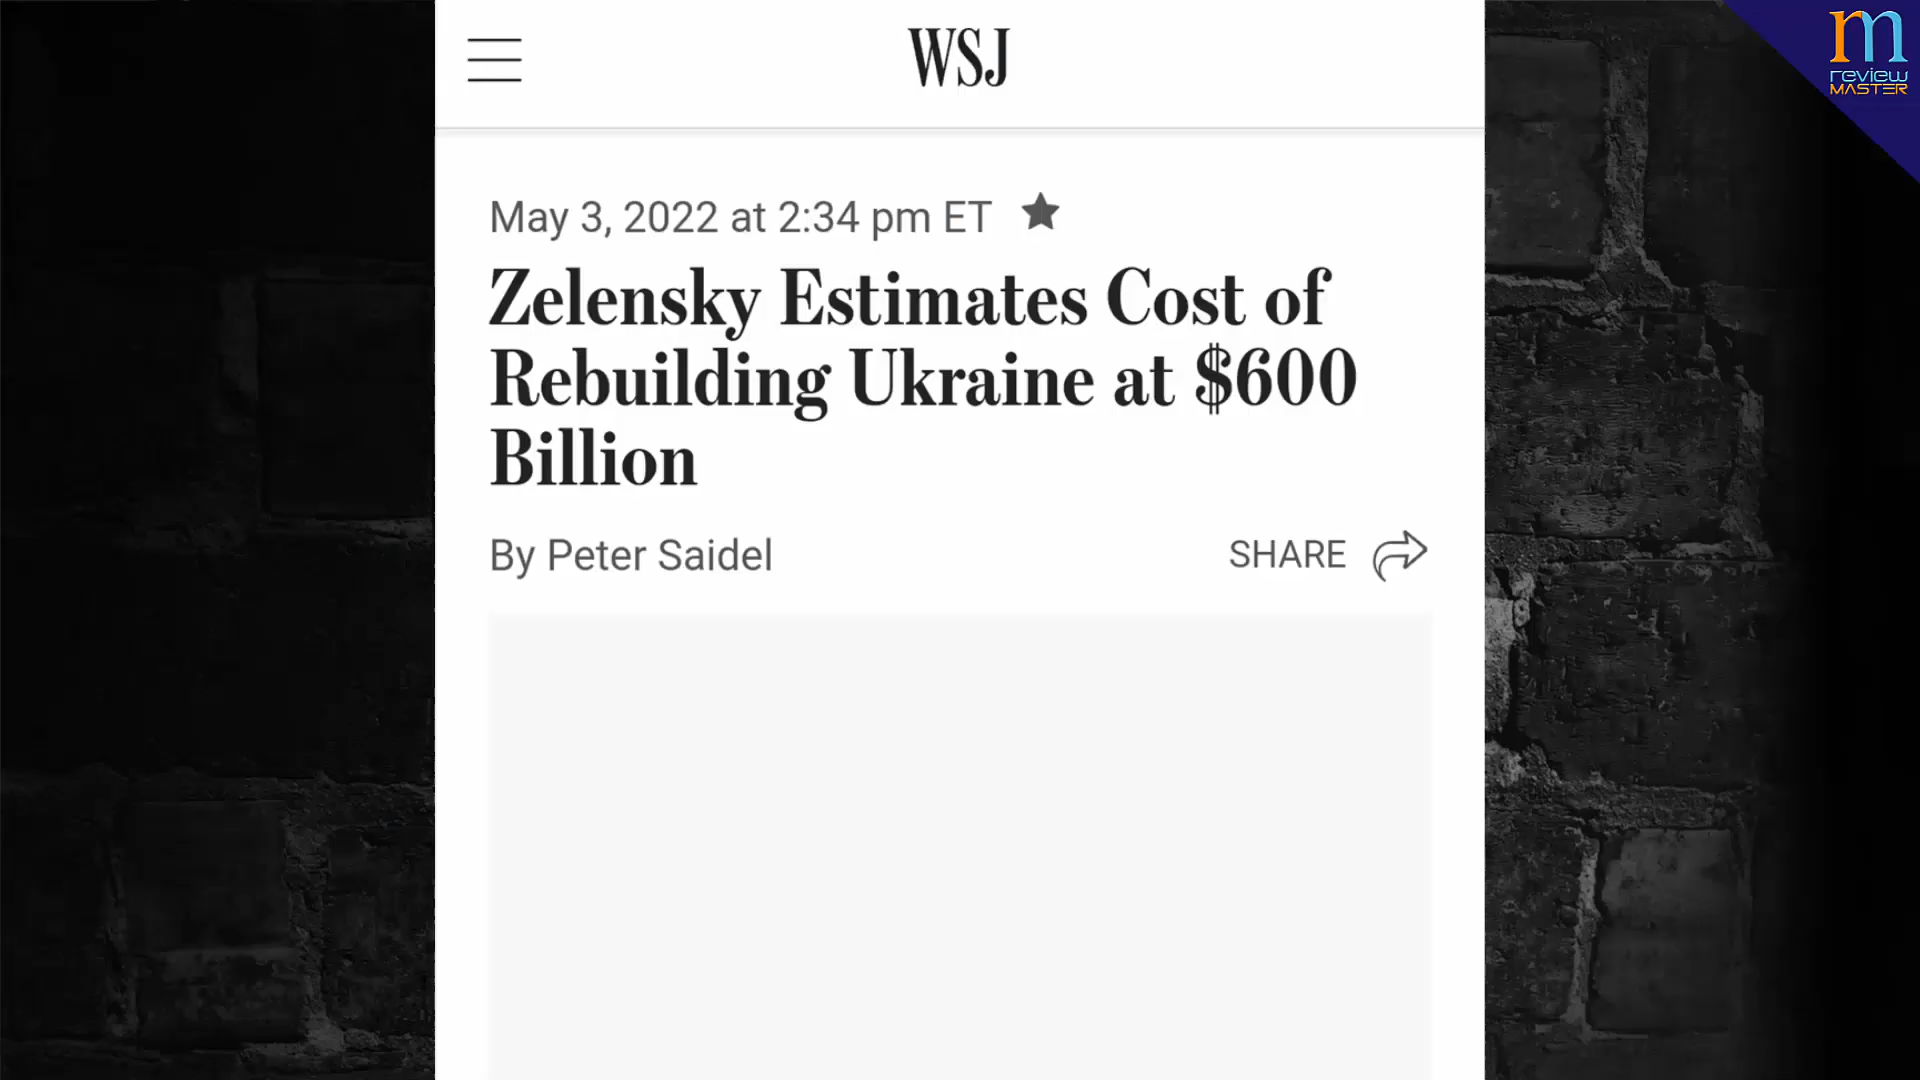 WSJ
m
review
MASTER
May 3, 2022 at 2:34 pm ET
Zelensky Estimates Cost of
Rebuilding Ukraine at $600
Billion
By Peter Saidel
SHARE